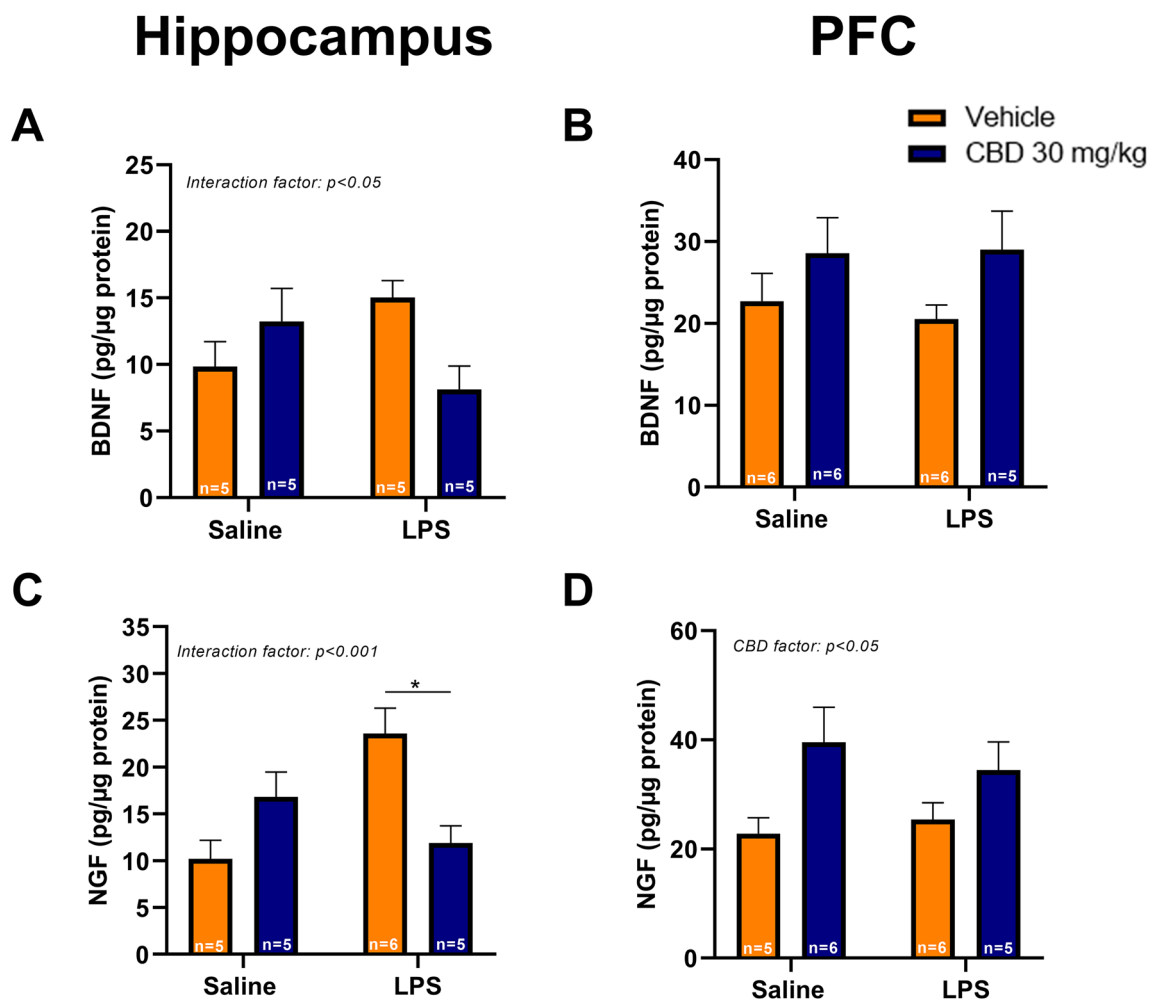 Hippocampus
PFC
A
Interaction factor: p<0.05
BDNF (pg/µg protein)
25
20
15
10
5
0
n=5
n=5
n=5
n=5
Saline
LPS
B
Vehicle
CBD 30 mg/kg
BDNF (pg/µg protein)
40
30
20
10
0
n=6
n=6
n=6
n=5
Saline
LPS
C
Interaction factor: p<0.001
NGF (pg/µg protein)
35
30
25
20
15
10
5
0
*
n=5
n=5
n=6
n=5
Saline
LPS
D
CBD factor: p<0.05
NGF (pg/µg protein)
60
40
20
0
n=5
n=6
n=6
n=5
Saline
LPS